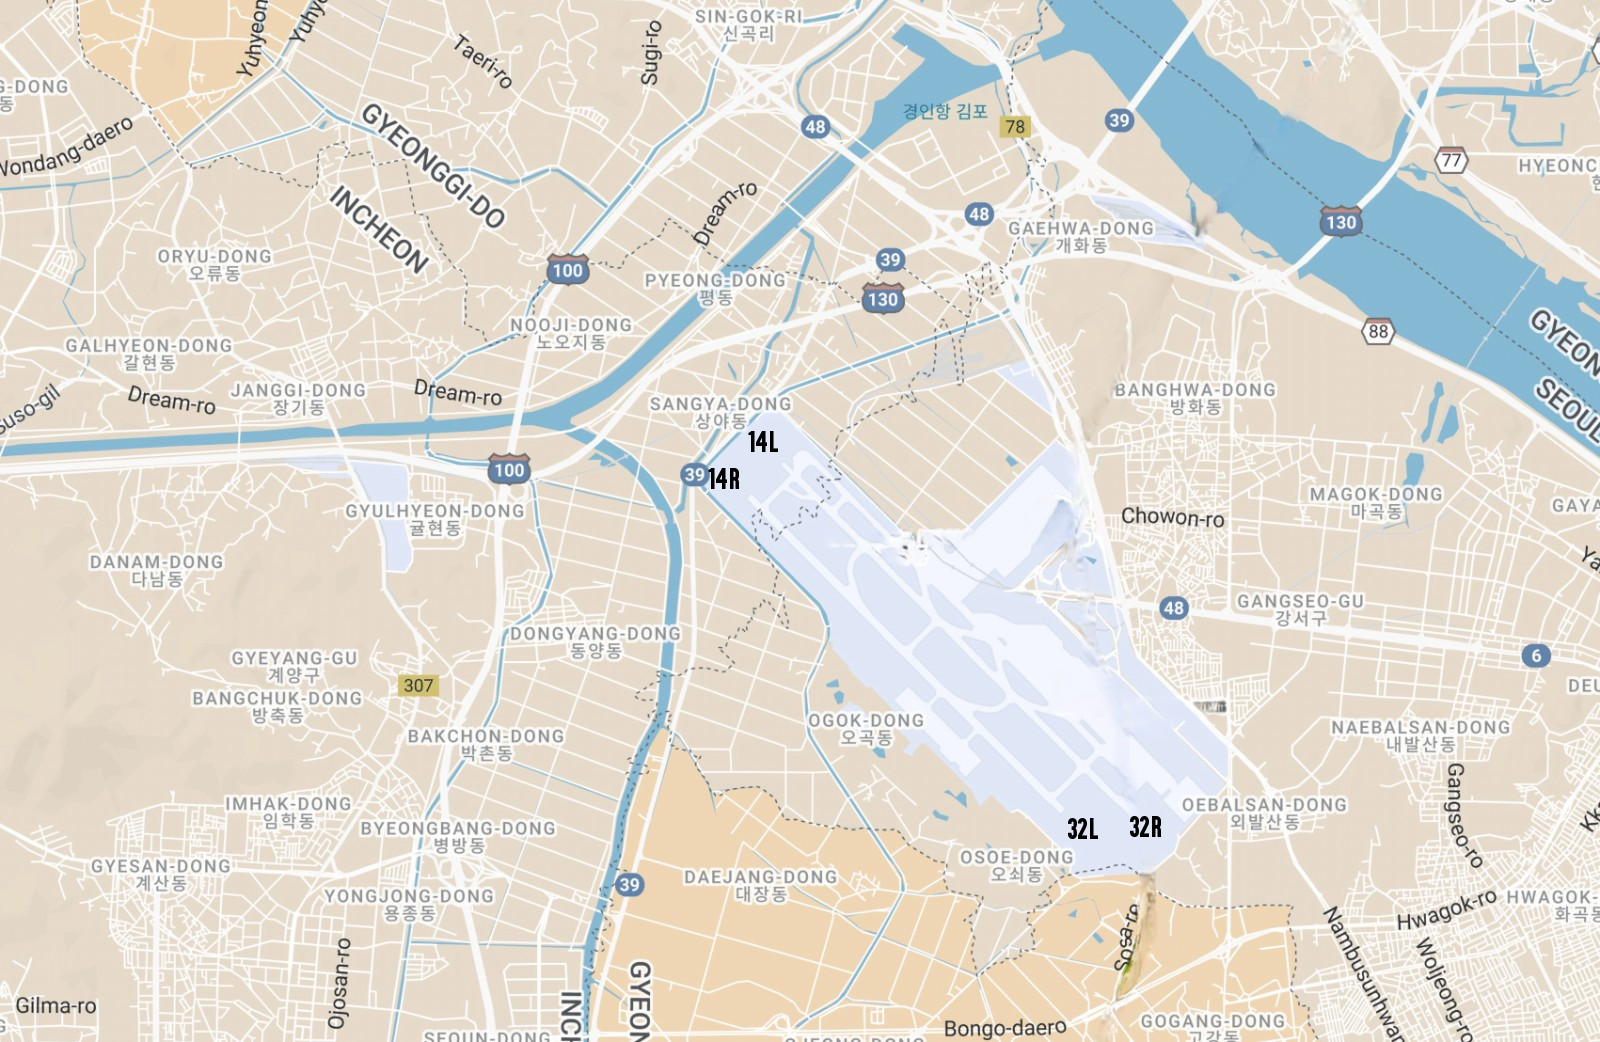 SIN-GOK-RI
신곡리
Yuhyeon
Yuhyo
Taeri-ro
Sugi-ro
G-DONG
동
Wondang-daero
GYEONGGI-DO
INCHEON
48
경인항 김포
78
39
77
HYEONC
한
Dream-ro
48
130
GAEHWA-DONG
개화동
ORYU-DONG
오류동
100
39
PYEONG-DONG
평동
130
NOOJI-DONG
노오지동
88
GYEON
SEOUL
GALHYEON-DONG
갈현동
Suso-gil
Dream-ro
JANGGI-DONG
장기동
Dream-ro
SANGYA-DONG
상야동
BANGHWA-DONG
방화동
14L
39
14R
100
GYULHYEON-DONG
귤현동
MAGOK-DONG
마곡동
GAYA
Chowon-ro
Ya
DANAM-DONG
다남동
48
GANGSEO-GU
강서구
DONGYANG-DONG
동양동
6
GYEYANG-GU
계양구
307
BANGCHUK-DONG
방축동
DEU
OGOK-DONG
오곡동
NAEBALSAN-DONG
내발산동
BAKCHON-DONG
박촌동
Gangseo-ro
IMHAK-DONG
임학동
BYEONGBANG-DONG
병방동
OEBALSAN-DONG
외발산동
32L
32R
Kk
GYESAN-DONG
계산동
OSOE-DONG
오쇠동
39
DAEJANG-DONG
대장동
YONGJONG-DONG
용종동
Hwagok-ro
HWAGOK-
화곡동
Sosa-ro
Nambusunhwan
Woljeong-ro
Ojosan-ro
Gilma-ro
INCH
GYEON
Bongo-daero
GOGANG-DONG
고강동
SEOUN-DONG
OJEONG-DONG